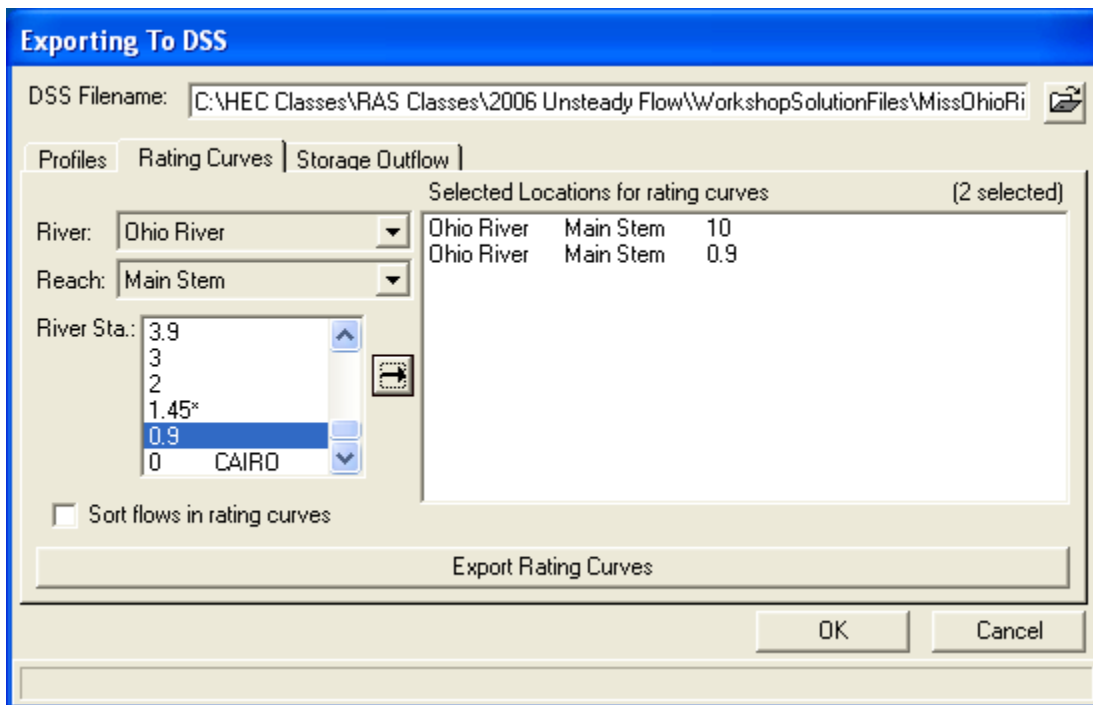 Exporting To DSS
DSS Filename: C:\HEC Classes\RAS Classes\2006 Unsteady Flow\WorkshopSolutionFiles\MissOhioRi
Profiles Rating Curves Storage Outflow
Selected Locations for rating curves (2 selected)
River: Ohio River
Ohio River Main Stem 10
Ohio River Main Stem 0.9
Reach: Main Stem
River Sta.: 3.9
3
2
1.45*
0.9
0 CAIRO
Sort flows in rating curves
Export Rating Curves
OK Cancel